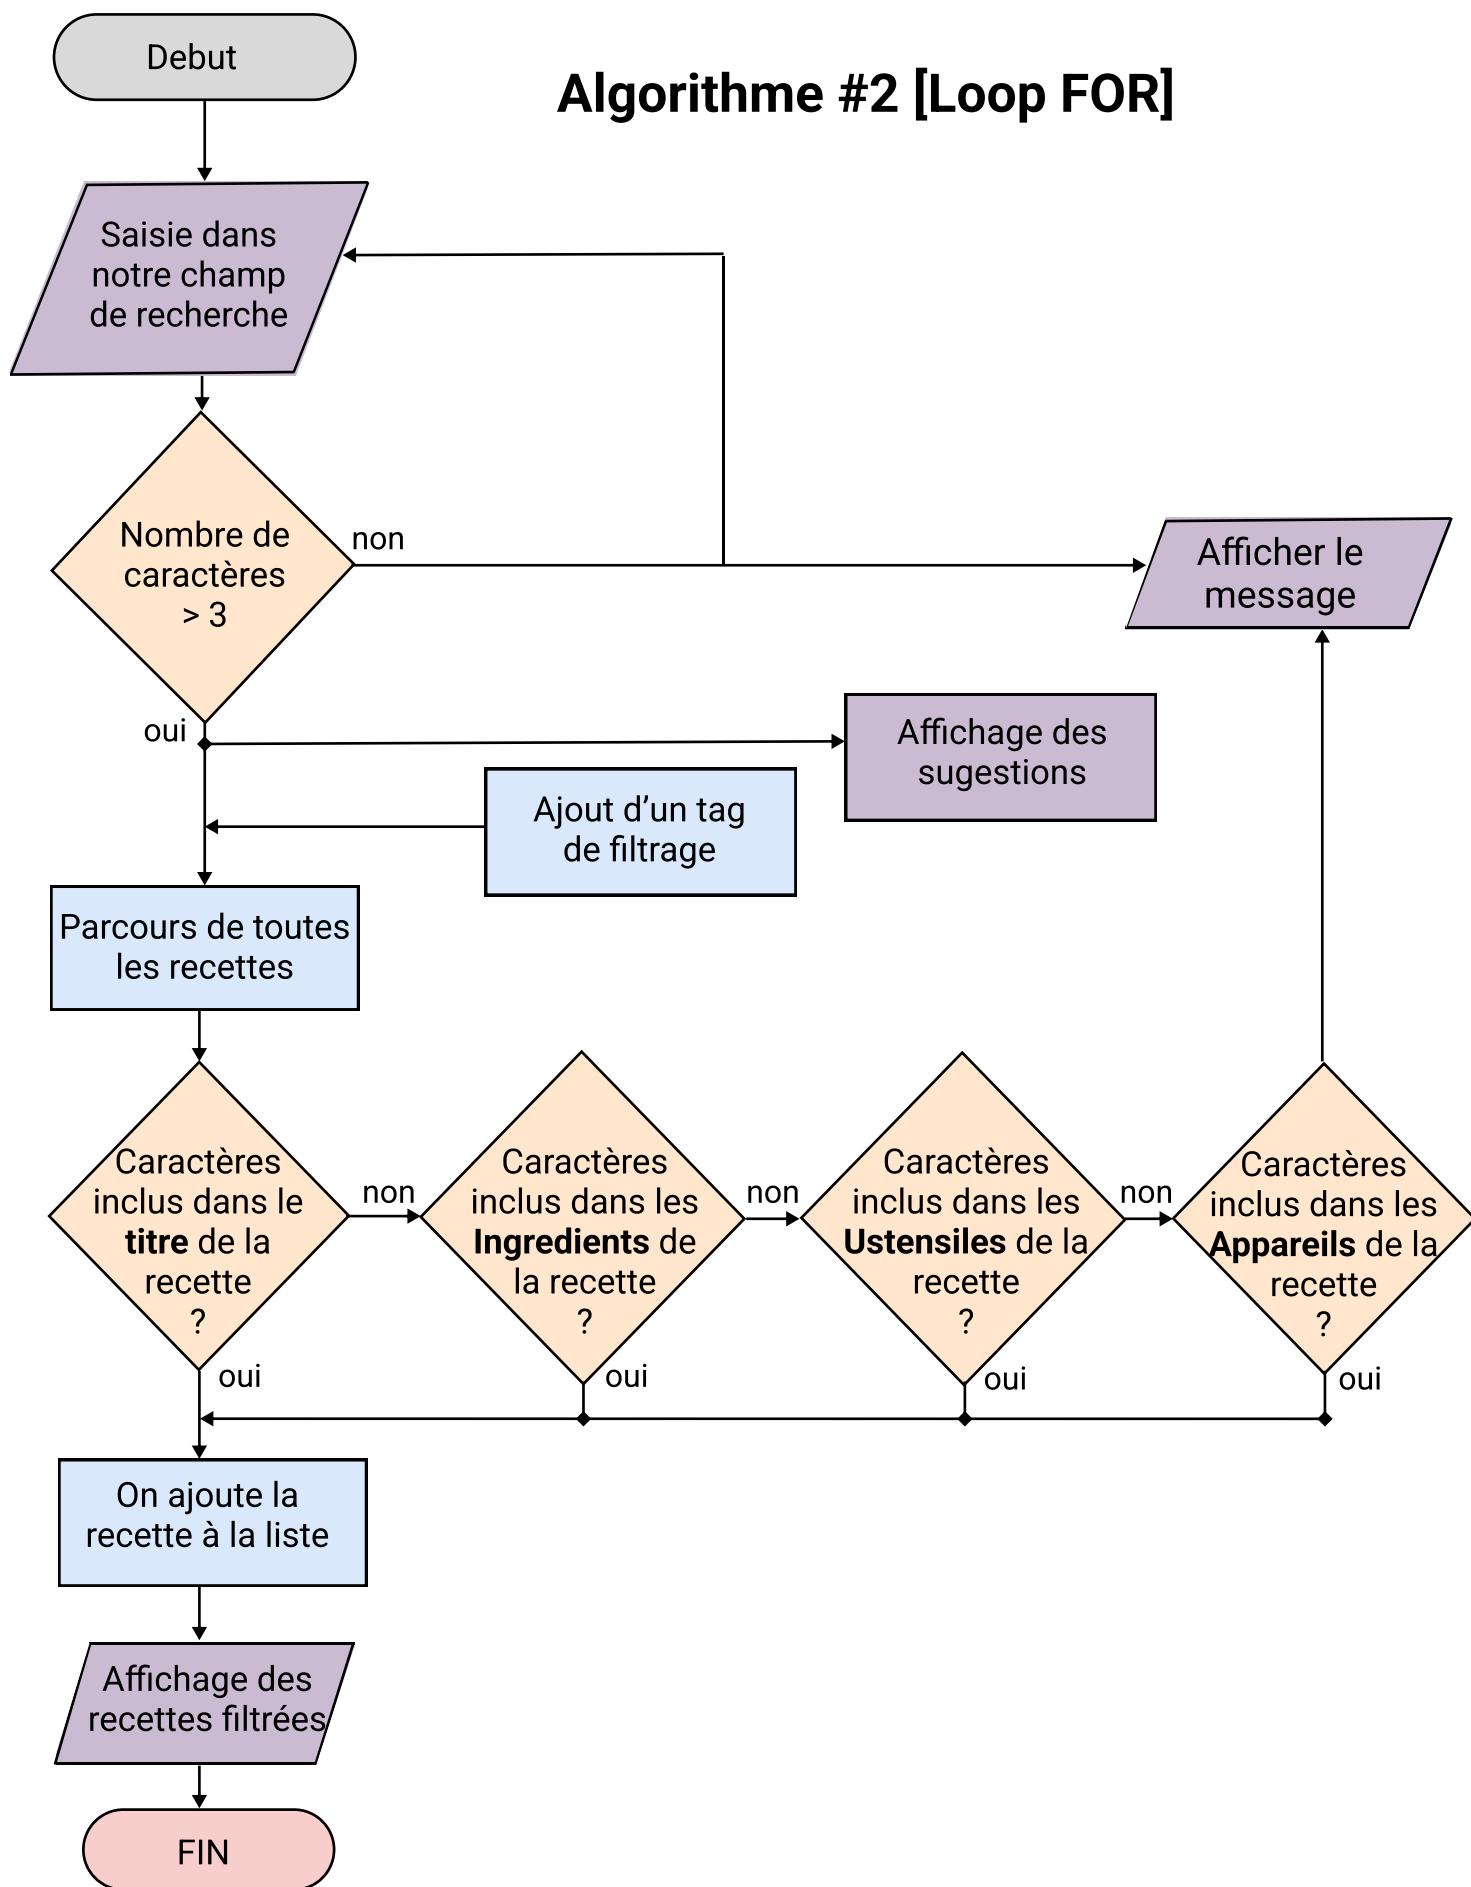 Debut
Algorithme #2 [Loop FOR]
Saisie dans
notre champ
de recherche
Nombre de
caractères
> 3
non
Afficher le
message
oui
Affichage des
sugestions
Ajout d’un tag
de filtrage
Parcours de toutes
les recettes
Caractères
inclus dans le
titre de la
recette
?
non
Caractères
inclus dans les
Ingredients de
la recette
?
non
Caractères
inclus dans les
Ustensiles de la
recette
?
non
Caractères
inclus dans les
Appareils de la
recette
?
oui
oui
oui
oui
On ajoute la
recette à la liste
Affichage des
recettes filtrées
FIN